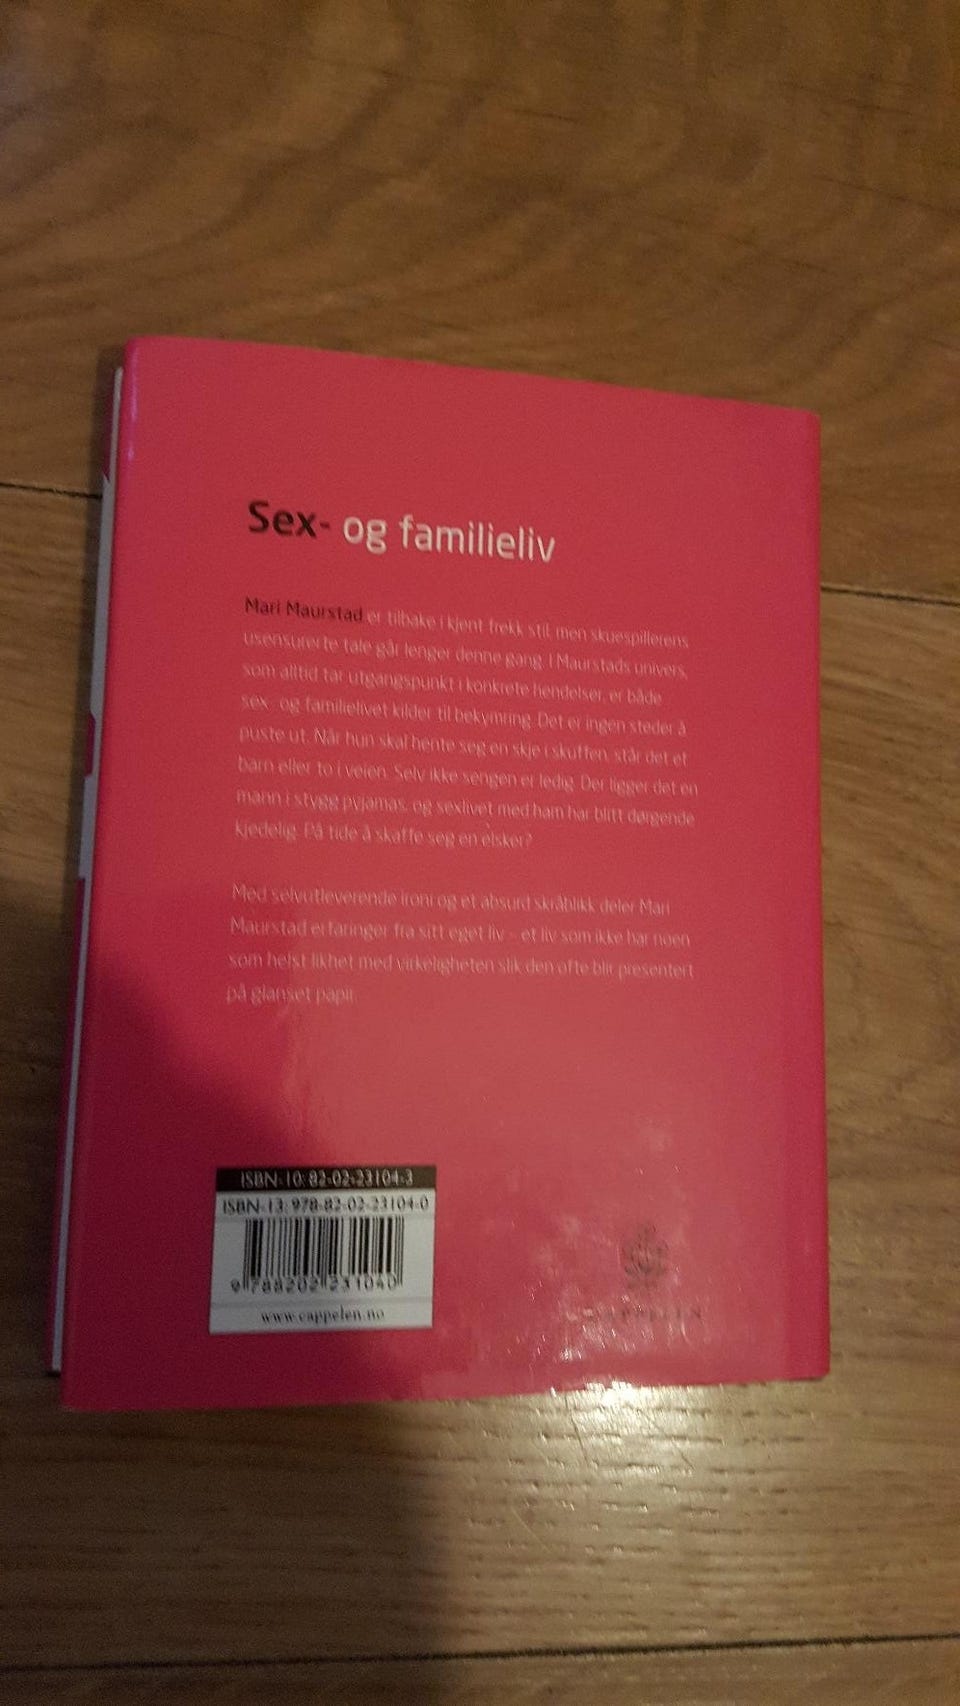 Sex- og familieliv
Mari Maurstad er tilbake i kjent frekk stil, men skuespillerens
usensurerte tale går lenger denne gang. I Maurstads univers,
som alltid tar utgangspunkt i konkrete hendelser, er både
sex- og familielivet kilder til bekymring. Det er ingen steder å
puste ut. Når hun skal hente seg en skje i skuffen, står det et
barn eller to i veien. Selv ikke sengen er ledig. Der ligger det en
mann i stygg pyjamas, og sexlivet med ham har blitt dørgende
kjedelig. På tide å skaffe seg en elsker?
Med selvutleverende ironi og et absurd skråblikk deler Mari
Maurstad erfaringer fra sitt eget liv – et liv som ikke har noen
som helst likhet med virkeligheten slik den ofte blir presentert
på glanset papir.
ISBN-10: 82-02-23104-3
ISBN-13: 978-82-02-23104-0
9 788202 231040
www.cappelen.no
CAPPELEN